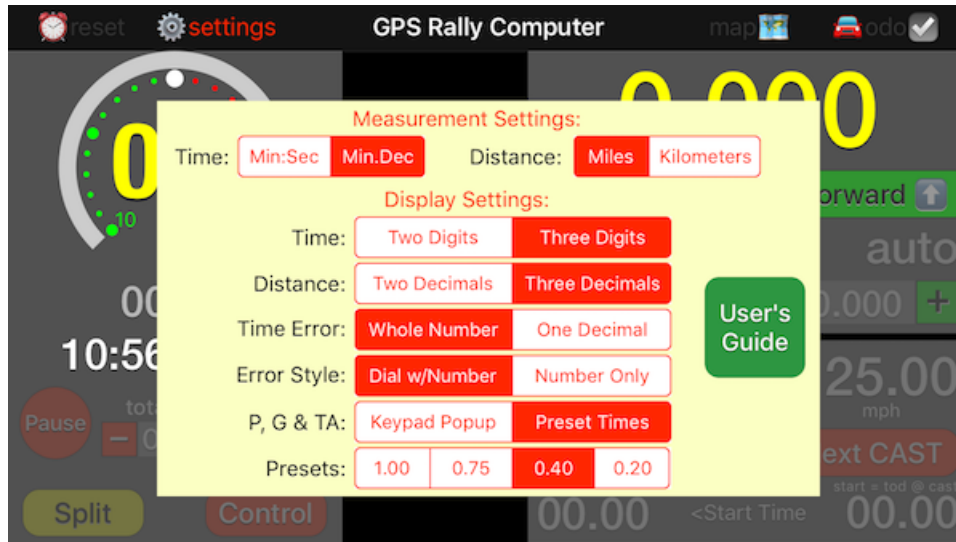 reset settings GPS Rally Computer map odo
0.000
Measurement Settings:
Time: Min:Sec Min.Dec Distance: Miles Kilometers
Display Settings:
10
Time: Two Digits Three Digits
auto
Distance: Two Decimals Three Decimals
Time Error: Whole Number One Decimal
User's
Guide
10:56
Error Style: Dial w/Number Number Only
25.00
mph
Pause
P, G & TA: Keypad Popup Preset Times
Presets: 1.00 0.75 0.40 0.20
Split Control 00.00 <Start Time 00.00
start = tod @ cast